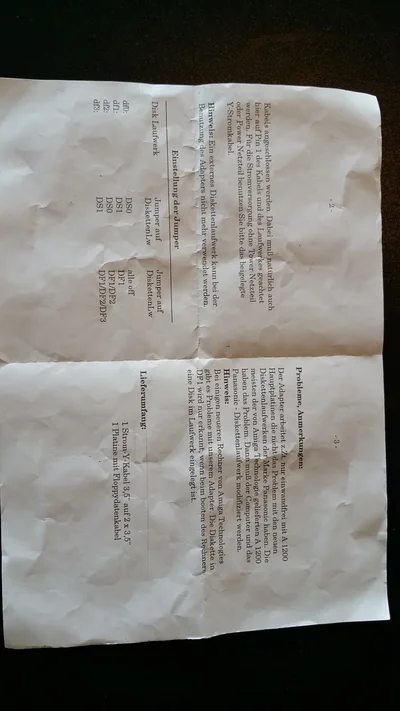 - 2 -
Kabels angeschlossen werden. Dabei muß natürlich auch
hier auf Pin 1 des Kabels und des Laufwerkes geachtet
werden. Für die Stromversorgung ohne Tower Netzteil
oder Power Netzteil benutzen Sie bitte das beigelegte
Y-Stromkabel.
Hinweis: Ein externes Diskettenlaufwerk kann bei der
Benutzung des Adapters nicht mehr verwendet werden.
Einstellung der Jumper
Disk Laufwerk Jumper auf Jumper auf
DiskettenLw DiskettenLw
df0: DS0 alle off
df1: DS1 DF1
df2: DS0 DF1/DF2
df3: DS1 DF1/DF2/DF3
- 3 -
Probleme, Anmerkungen:
Der Adapter arbeitet z.Zt. nur einwandfrei mit A 1200
Hauptplatinen die nicht das Problem mit den neuen
Diskettenlaufwerken der Marke Panasonic haben. Die
meisten der von Amiga Technologie gelieferten A 1200
haben das Problem. Dann muß der Computer und das
Panasonic - Diskettenlaufwerk modifiziert werden.
Hinweis:
Bei einigen neueren Rechner von Amiga Technologies
gibt es Probleme mit unserem Adapter. Die Diskette in
DF1 wird nur erkannt, wenn beim booten des Rechners
eine Disk im Laufwerk eingelegt ist.
Lieferumfang:
1 Strom-Y-Kabel 3,5" auf 2 x 3,5"
1 Platine mit Floppydatenkabel